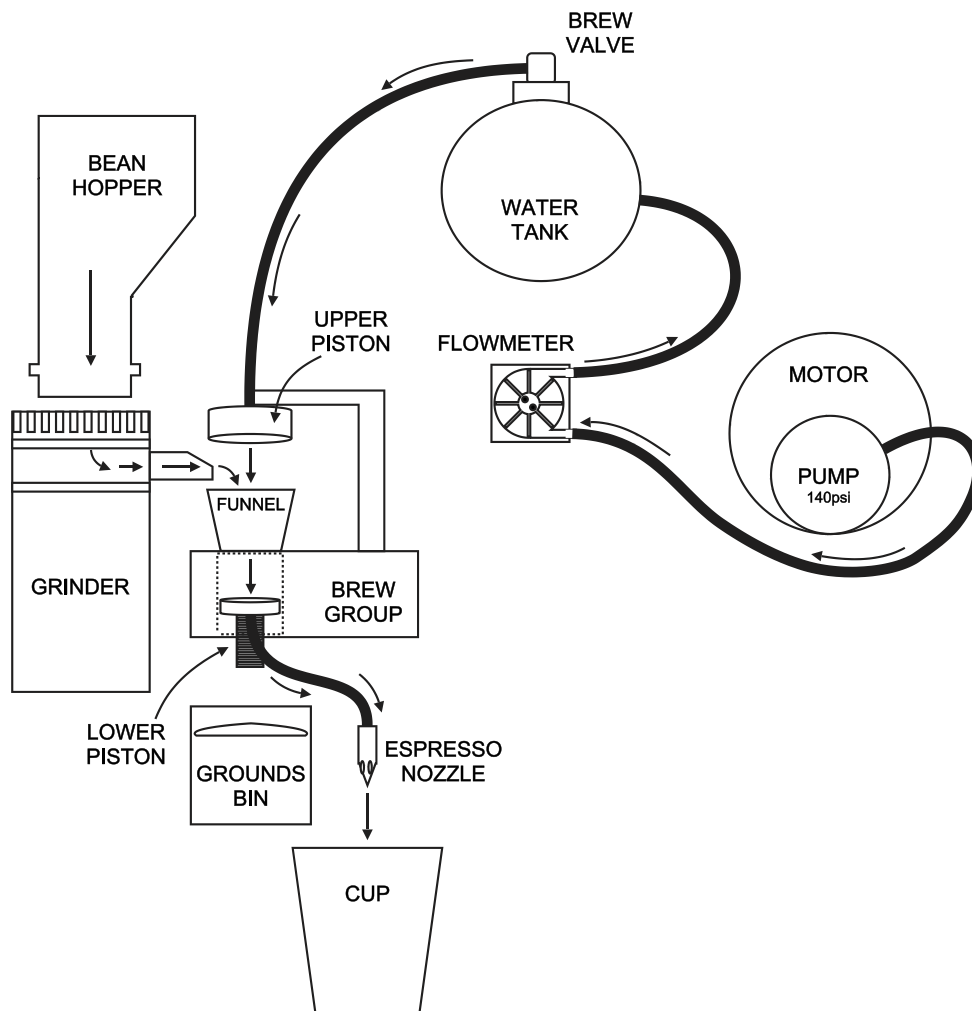 BREW
VALVE
BEAN
HOPPER
WATER
TANK
UPPER
PISTON
FLOWMETER
MOTOR
PUMP
140psi
FUNNEL
GRINDER
BREW
GROUP
LOWER
PISTON
ESPRESSO
NOZZLE
GROUNDS
BIN
CUP